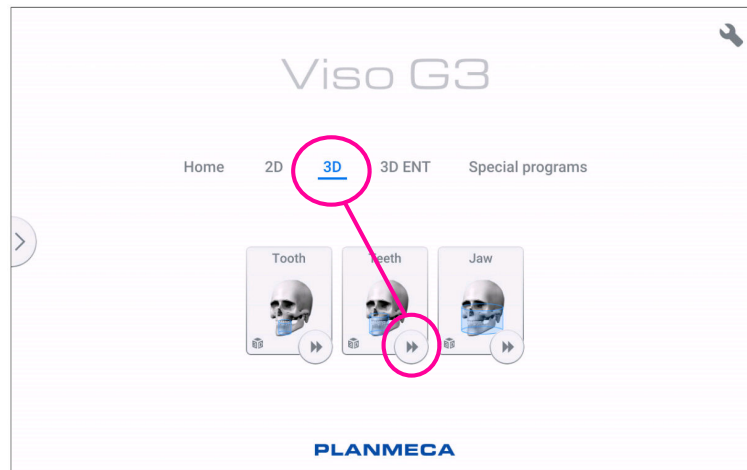 Viso G3
Home 2D 3D 3D ENT Special programs
Tooth Teeth Jaw
PLANMECA